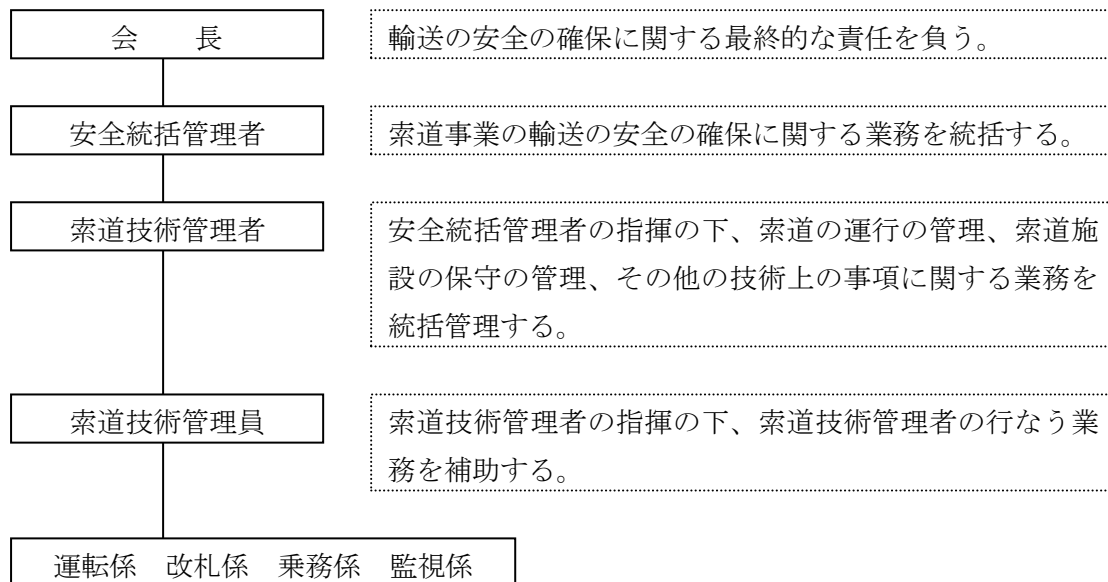 会　　長
輸送の安全の確保に関する最終的な責任を負う。
安全統括管理者
索道事業の輸送の安全の確保に関する業務を統括する。
索道技術管理者
安全統括管理者の指揮の下、索道の運行の管理、索道施
設の保守の管理、その他の技術上の事項に関する業務を
統括管理する。
索道技術管理員
索道技術管理者の指揮の下、索道技術管理者の行なう業
務を補助する。
運転係　改札係　乗務係　監視係